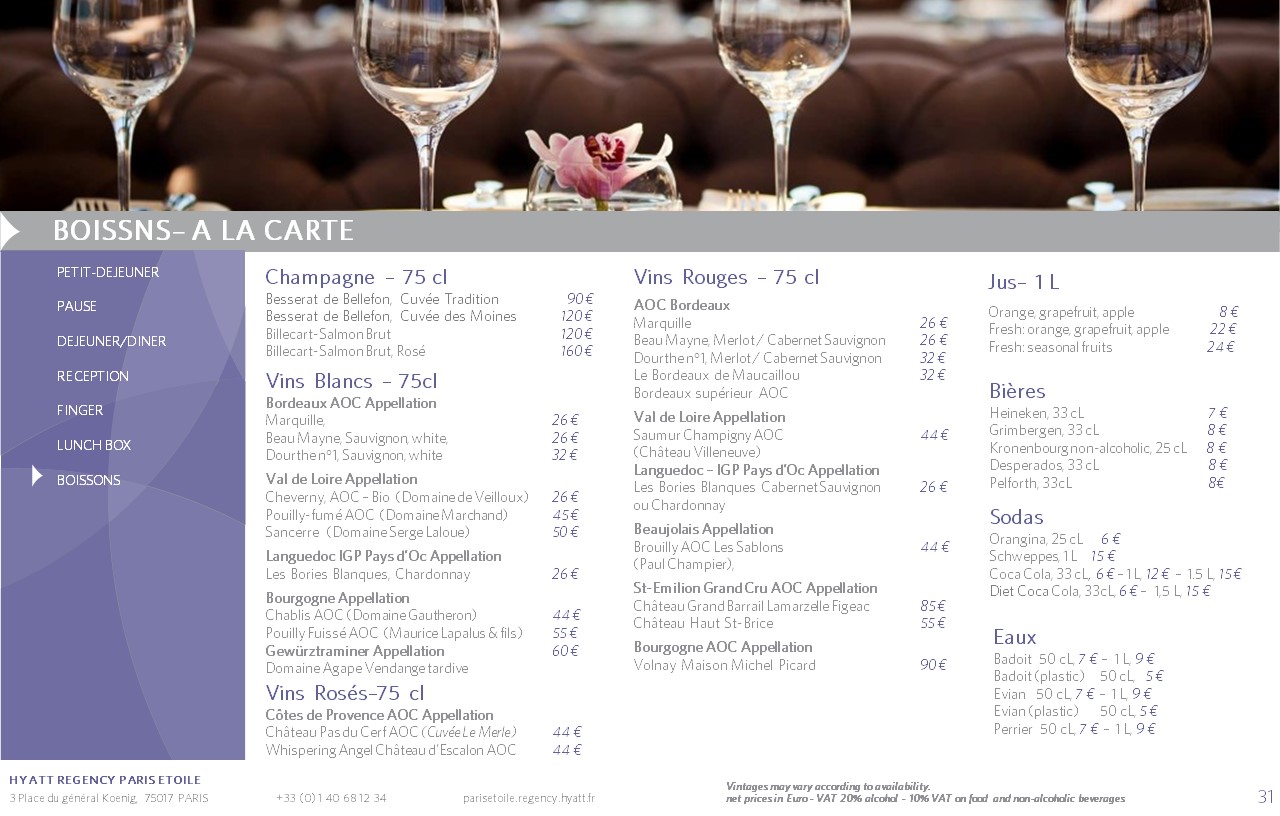 BOISSNS– A LA CARTE
PETIT-DEJEUNER
PAUSE
DEJEUNER/DINER
RECEPTION
FINGER
LUNCH BOX
BOISSONS
Champagne – 75 cl
Besserat de Bellefon, Cuvée Tradition 90 €
Besserat de Bellefon, Cuvée des Moines 120 €
Billecart-Salmon Brut 120 €
Billecart-Salmon Brut, Rosé 160 €
Vins Blancs – 75cl
Bordeaux AOC Appellation
Marquille, 26 €
Beau Mayne, Sauvignon, white, 26 €
Dourthe n°1, Sauvignon, white 32 €
Val de Loire Appellation
Cheverny, AOC – Bio (Domaine de Veilloux) 26 €
Pouilly-fumé AOC (Domaine Marchand) 45 €
Sancerre (Domaine Serge Laloue) 50 €
Languedoc IGP Pays d'Oc Appellation
Les Bories Blanques, Chardonnay 26 €
Bourgogne Appellation
Chablis AOC (Domaine Gautheron) 44 €
Pouilly Fuissé AOC (Maurice Lapalus & fils) 55 €
Gewürztraminer Appellation 60 €
Domaine Agape Vendange tardive
Vins Rosés–75 cl
Côtes de Provence AOC Appellation
Château Pas du Cerf AOC (Cuvée Le Merle) 44 €
Whispering Angel Château d'Escalon AOC 44 €
Vins Rouges – 75 cl
AOC Bordeaux
Marquille 26 €
Beau Mayne, Merlot / Cabernet Sauvignon 26 €
Dourthe n°1, Merlot / Cabernet Sauvignon 32 €
Le Bordeaux de Maucaillou 32 €
Bordeaux supérieur AOC
Val de Loire Appellation
Saumur Champigny AOC 44 €
(Château Villeneuve)
Languedoc – IGP Pays d'Oc Appellation
Les Bories Blanques Cabernet Sauvignon 26 €
ou Chardonnay
Beaujolais Appellation
Brouilly AOC Les Sablons 44 €
(Paul Champier),
St-Emilion Grand Cru AOC Appellation
Château Grand Barrail Lamarzelle Figeac 85 €
Château Haut St-Brice 55 €
Bourgogne AOC Appellation
Volnay Maison Michel Picard 90 €
Jus– 1 L
Orange, grapefruit, apple 8 €
Fresh: orange, grapefruit, apple 22 €
Fresh: seasonal fruits 24 €
Bières
Heineken, 33 cL 7 €
Grimbergen, 33 cL 8 €
Kronenbourg non-alcoholic, 25 cL 8 €
Desperados, 33 cL 8 €
Pelforth, 33cL 8€
Sodas
Orangina, 25 cL 6 €
Schweppes, 1 L 15 €
Coca Cola, 33 cL, 6 € – 1 L, 12 € – 1.5 L, 15 €
Diet Coca Cola, 33cL, 6 € – 1,5 L, 15 €
Eaux
Badoit 50 cL, 7 € – 1 L, 9 €
Badoit (plastic) 50 cL, 5 €
Evian 50 cL, 7 € – 1 L, 9 €
Evian (plastic) 50 cL, 5 €
Perrier 50 cL, 7 € – 1 L, 9 €
HYATT REGENCY PARIS ETOILE
3 Place du général Koenig, 75017 PARIS +33 (0)1 40 68 12 34 parisetoile.regency.hyatt.fr
Vintages may vary according to availability.
net prices in Euro - VAT 20% alcohol – 10% VAT on food and non-alcoholic beverages
31